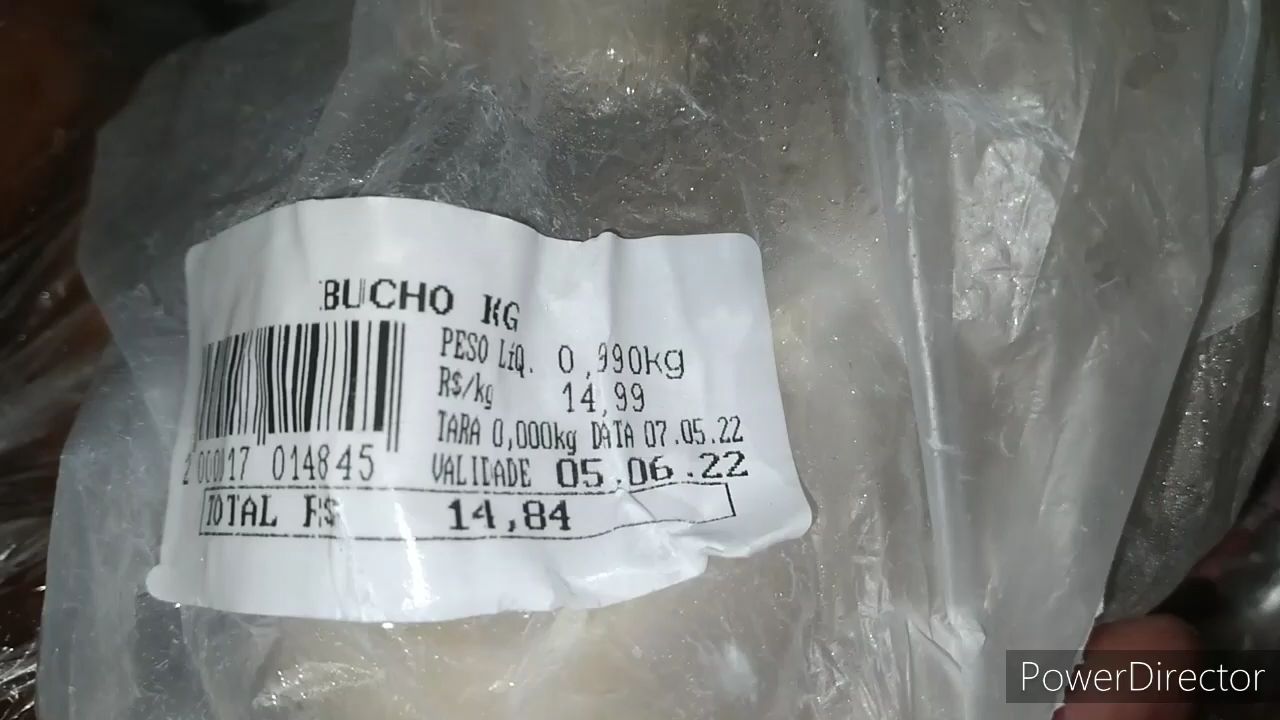 BUCHO KG
PESO LÍQ. 0,990kg
R$/kg 14,99
TARA 0,000kg DATA 07.05.22
2 000017 014845
VALIDADE 05.06.22
TOTAL R$ 14,84
PowerDirector